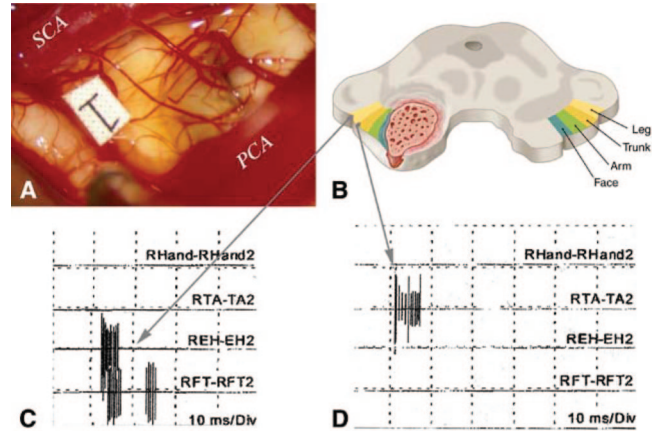 SCA
1
PCA
A
B
Leg
Trunk
Arm
Face
RHand-RHand2
RTA-TA2
REH-EH2
RFT-RFT2
10 ms/Div
C
RHand-RHand2
RTA-TA2
REH-EH2
RFT-RFT2
10 ms/Div
D